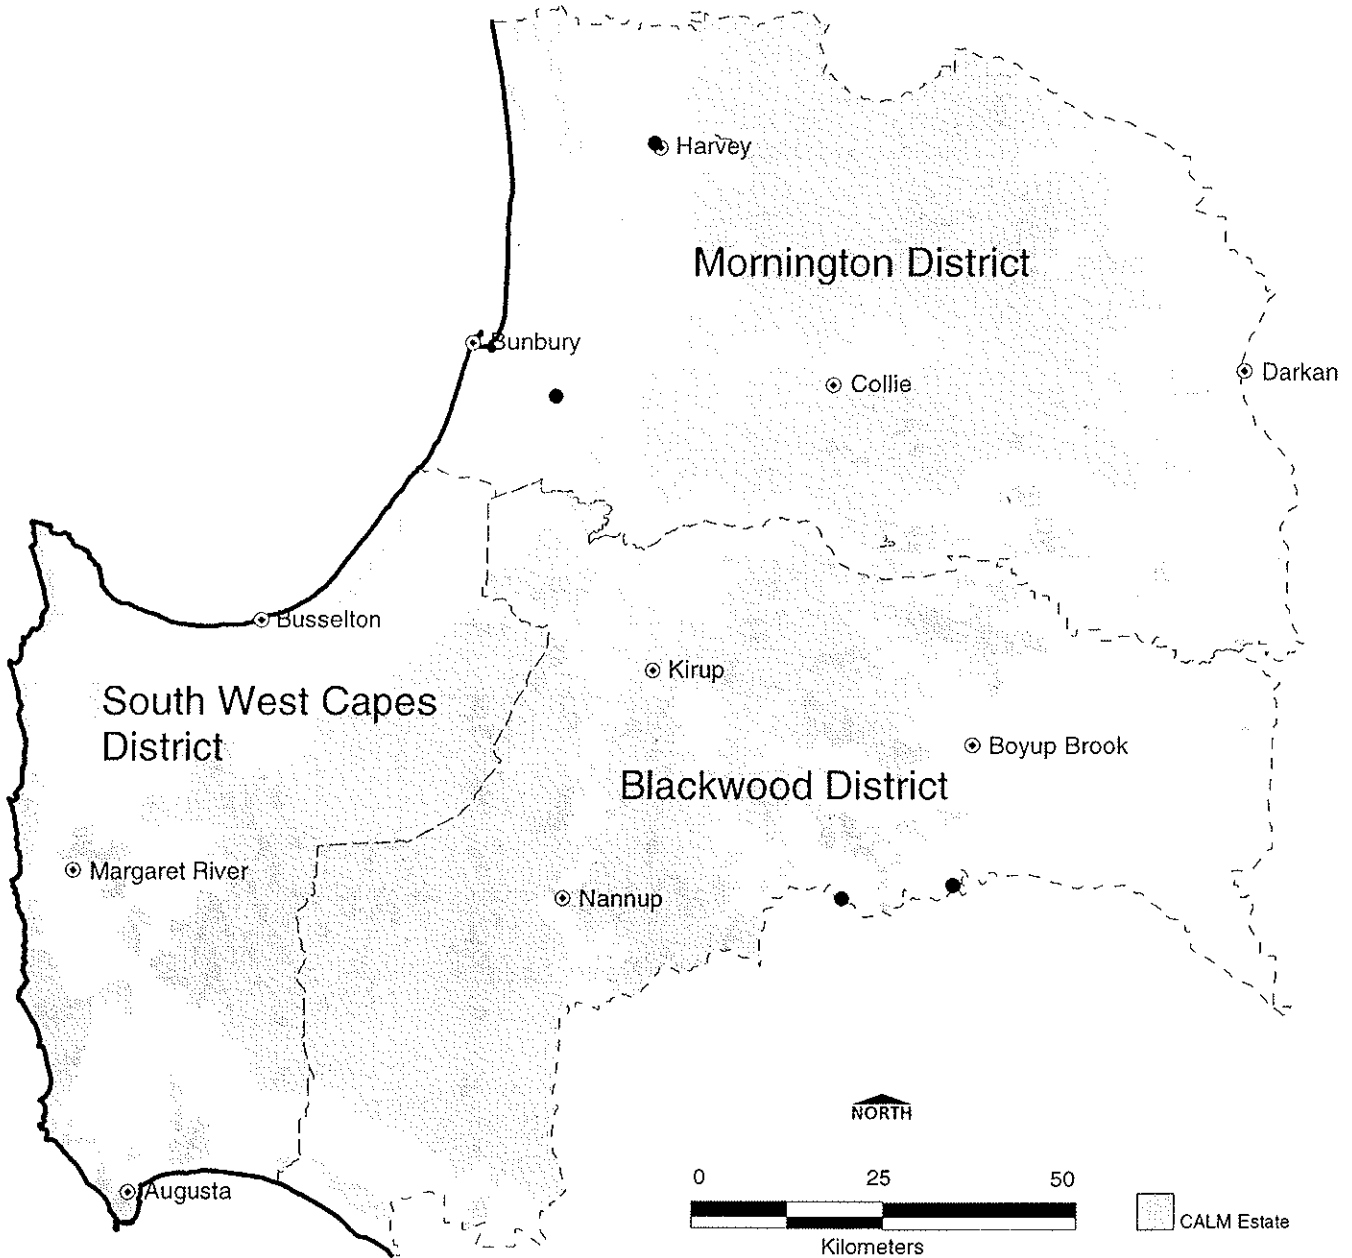 Harvey
Mornington District
Bunbury
Darkan
Collie
Busselton
Kirup
South West Capes
District
Boyup Brook
Blackwood District
Margaret River
Nannup
NORTH
0 25 50
Augusta
CALM Estate
Kilometers